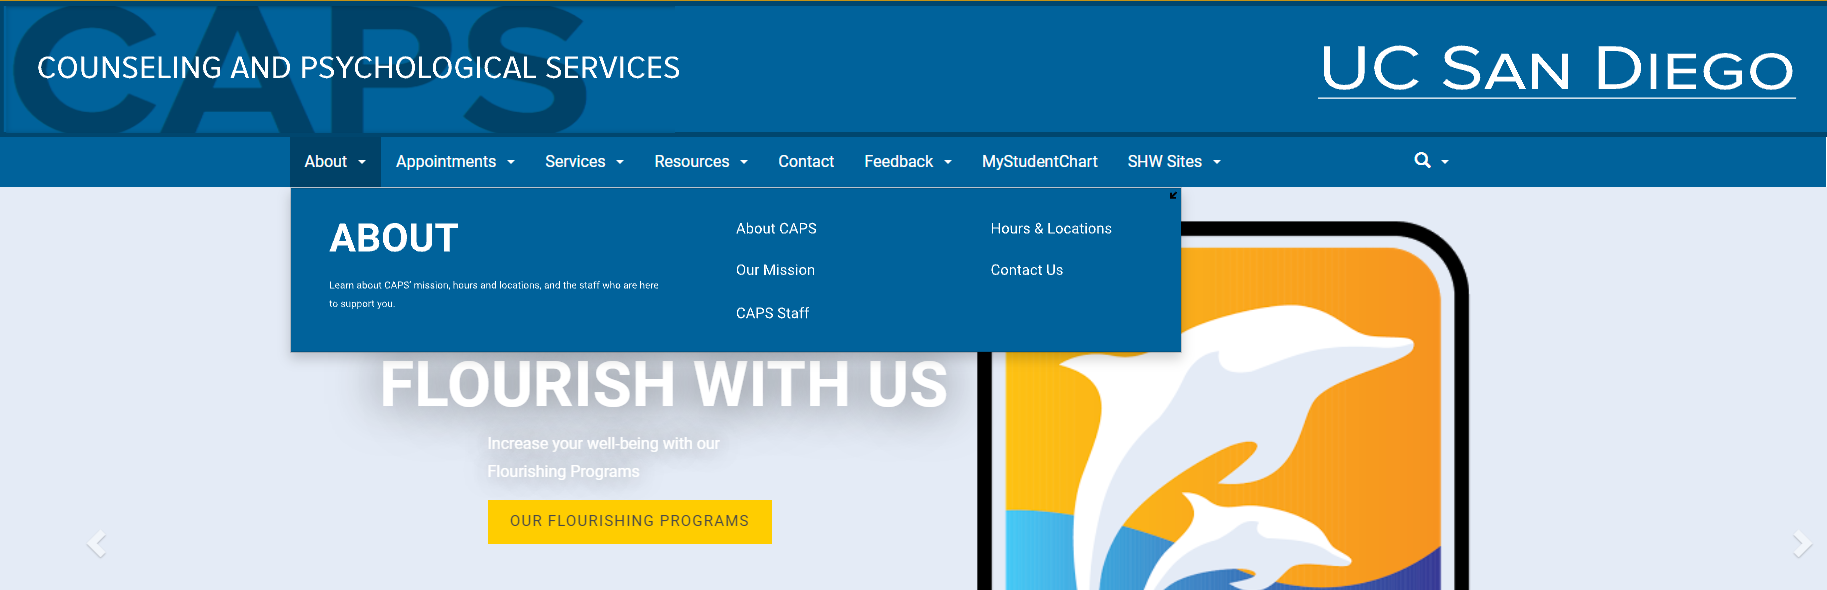 CAPS
COUNSELING AND PSYCHOLOGICAL SERVICES
UC SAN DIEGO
About Appointments Services Resources Contact Feedback MyStudentChart SHW Sites
ABOUT
Learn about CAPS' mission, hours and locations, and the staff who are here
to support you.
About CAPS
Our Mission
CAPS Staff
Hours & Locations
Contact Us
FLOURISH WITH US
Increase your well-being with our
Flourishing Programs
OUR FLOURISHING PROGRAMS